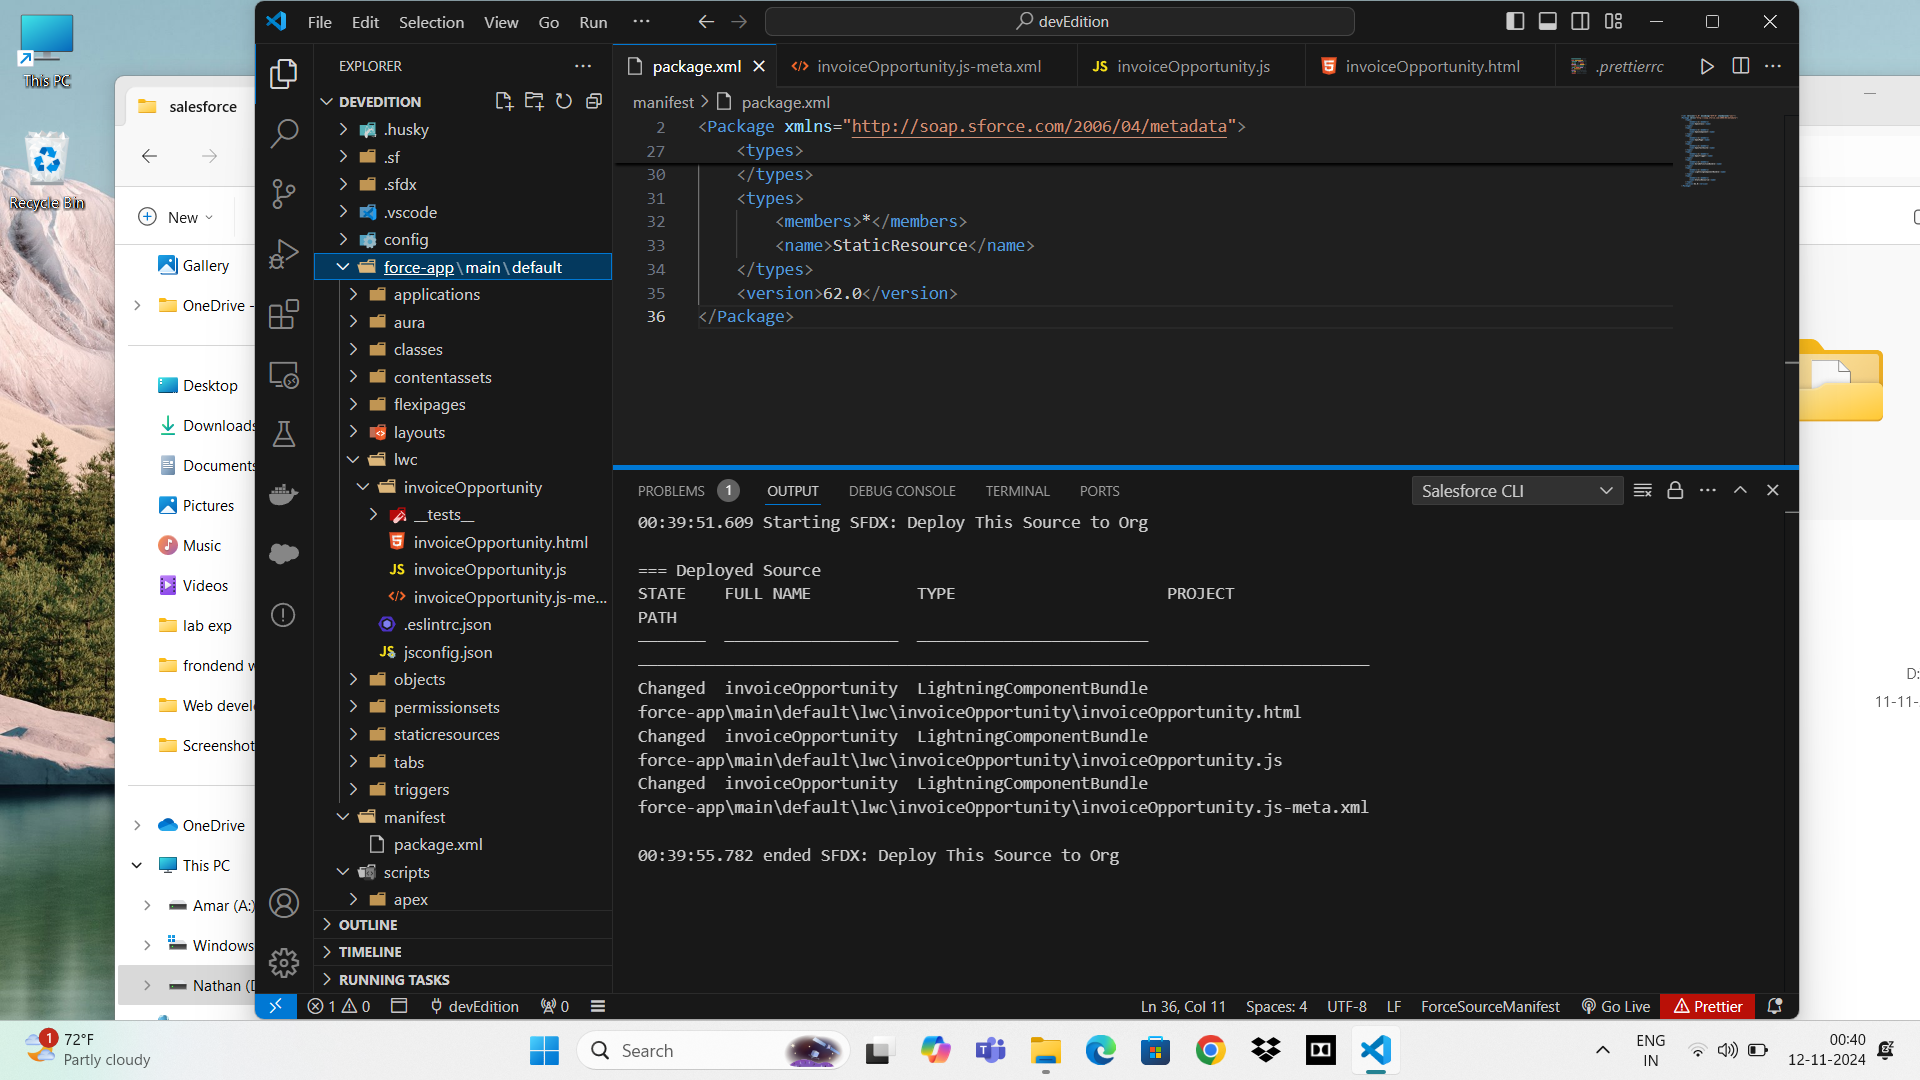 This PC
Recycle Bin
salesforce
New
Gallery
OneDrive -
Desktop
Downloads
Documents
Pictures
Music
Videos
lab exp
frondend w
Web devel
Screenshot
OneDrive
This PC
Amar (A:)
Windows
Nathan (D
File Edit Selection View Go Run ···
devEdition
EXPLORER
DEVEDITION
.husky
.sf
.sfdx
.vscode
config
force-app\main\default
applications
aura
classes
contentassets
flexipages
layouts
lwc
invoiceOpportunity
__tests__
invoiceOpportunity.html
invoiceOpportunity.js
invoiceOpportunity.js-me...
.eslintrc.json
jsconfig.json
objects
permissionsets
staticresources
tabs
triggers
manifest
package.xml
scripts
apex
OUTLINE
TIMELINE
RUNNING TASKS
package.xml invoiceOpportunity.js-meta.xml JS invoiceOpportunity.js invoiceOpportunity.html .prettierrc
manifest > package.xml
2 <Package xmlns="http://soap.sforce.com/2006/04/metadata">
27 <types>
30 </types>
31 <types>
32 <members>*</members>
33 <name>StaticResource</name>
34 </types>
35 <version>62.0</version>
36 </Package>
PROBLEMS 1 OUTPUT DEBUG CONSOLE TERMINAL PORTS Salesforce CLI
00:39:51.609 Starting SFDX: Deploy This Source to Org
=== Deployed Source
STATE FULL NAME TYPE PROJECT
PATH
Changed invoiceOpportunity LightningComponentBundle
force-app\main\default\lwc\invoiceOpportunity\invoiceOpportunity.html
Changed invoiceOpportunity LightningComponentBundle
force-app\main\default\lwc\invoiceOpportunity\invoiceOpportunity.js
Changed invoiceOpportunity LightningComponentBundle
force-app\main\default\lwc\invoiceOpportunity\invoiceOpportunity.js-meta.xml
00:39:55.782 ended SFDX: Deploy This Source to Org
1 0 devEdition 0 Ln 36, Col 11 Spaces: 4 UTF-8 LF ForceSourceManifest Go Live Prettier
D:
11-11-
1 72°F
Partly cloudy
Search
ENG
IN
00:40
12-11-2024